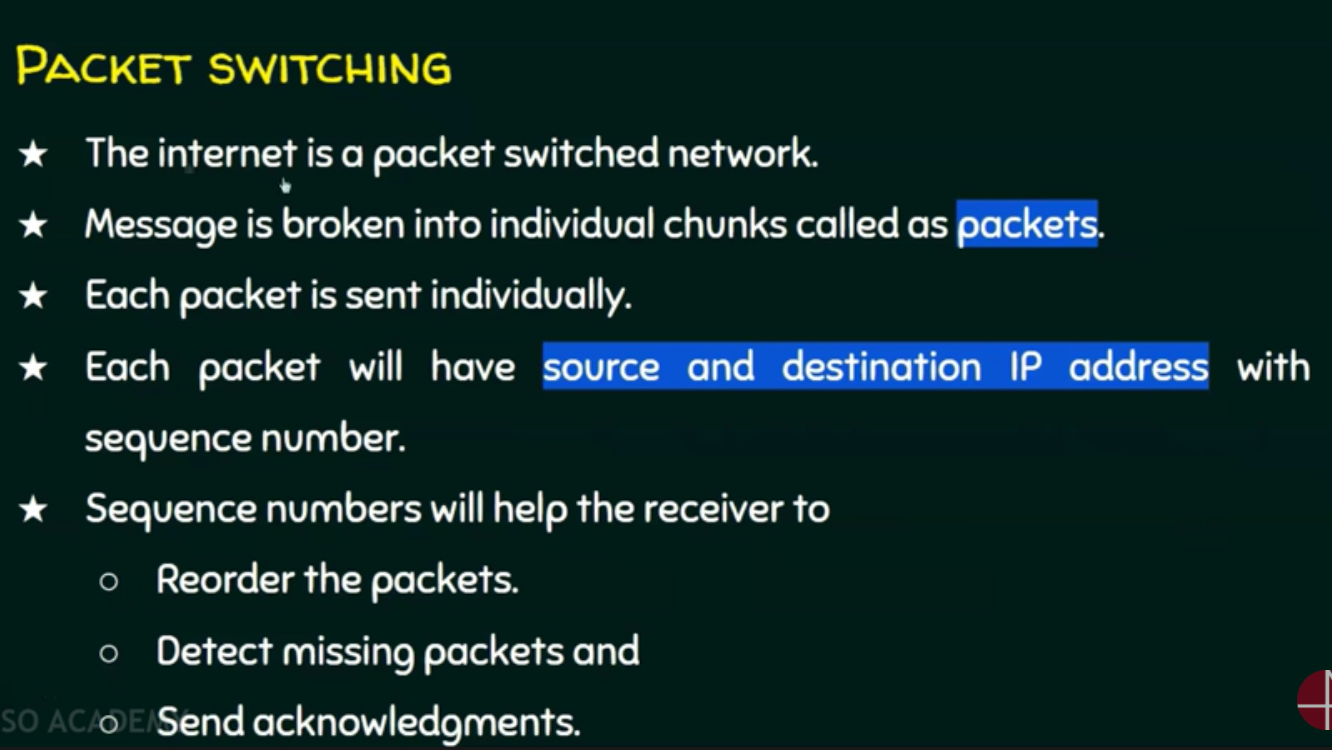 PACKET SWITCHING
★ The internet is a packet switched network.
★ Message is broken into individual chunks called as packets.
★ Each packet is sent individually.
★ Each packet will have source and destination IP address with
sequence number.
★ Sequence numbers will help the receiver to
○ Reorder the packets.
○ Detect missing packets and
○ Send acknowledgments.
SO ACADEMY